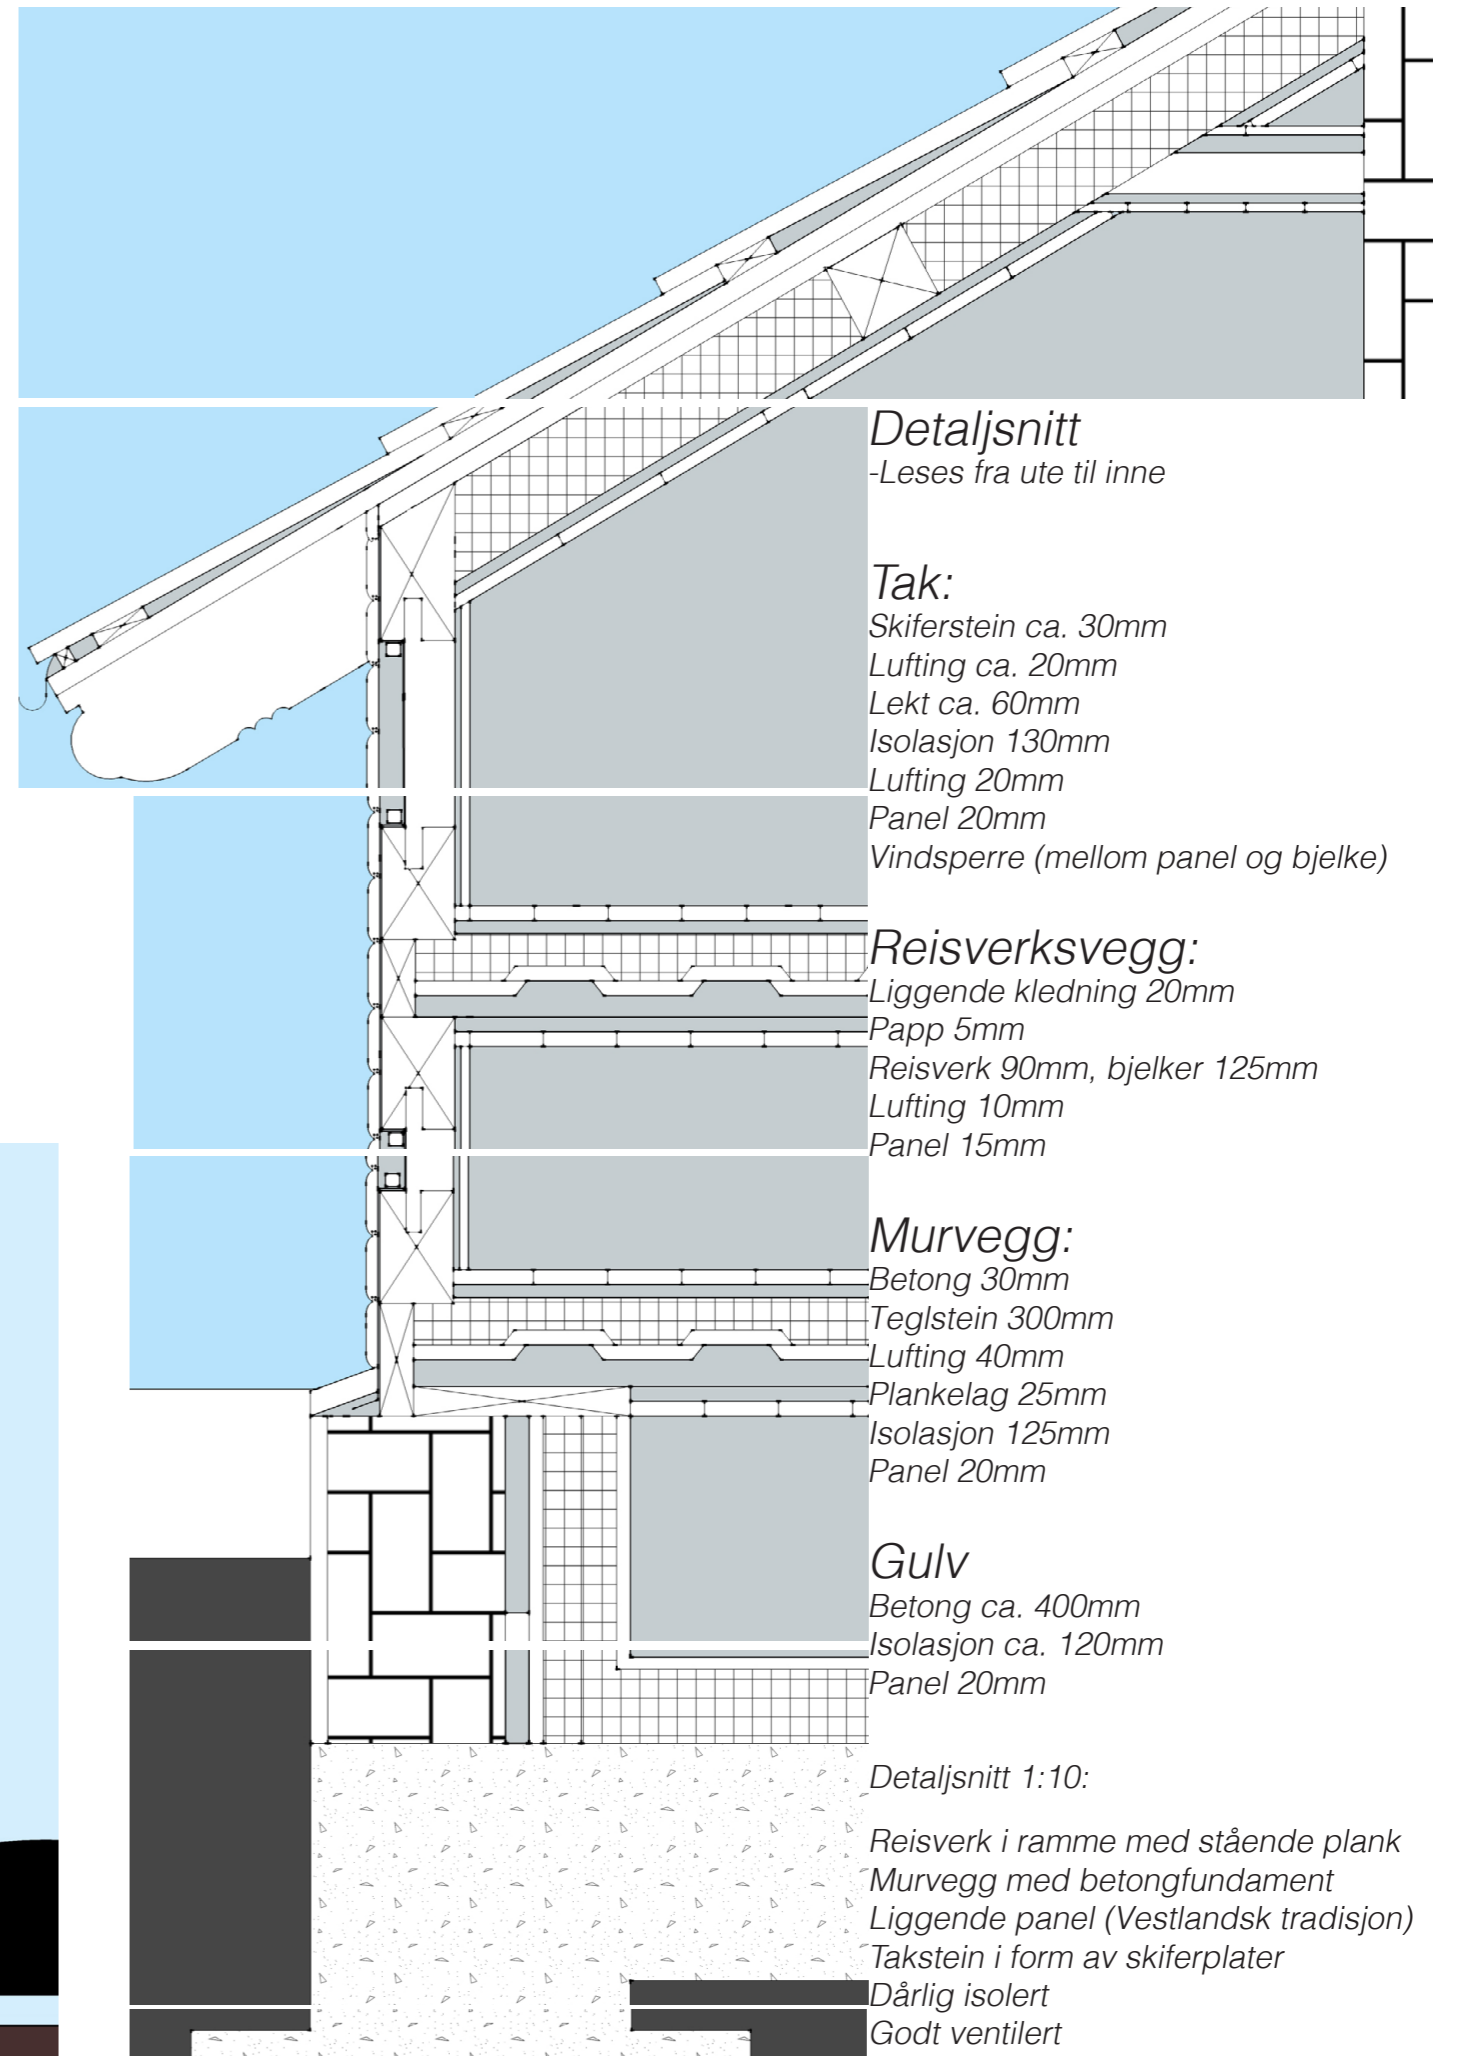 Detaljsnitt
-Leses fra ute til inne
Tak:
Skiferstein ca. 30mm
Lufting ca. 20mm
Lekt ca. 60mm
Isolasjon 130mm
Lufting 20mm
Panel 20mm
Vindsperre (mellom panel og bjelke)
Reisverksvegg:
Liggende kledning 20mm
Papp 5mm
Reisverk 90mm, bjelker 125mm
Lufting 10mm
Panel 15mm
Murvegg:
Betong 30mm
Teglstein 300mm
Lufting 40mm
Plankelag 25mm
Isolasjon 125mm
Panel 20mm
Gulv
Betong ca. 400mm
Isolasjon ca. 120mm
Panel 20mm
Detaljsnitt 1:10:
Reisverk i ramme med stående plank
Murvegg med betongfundament
Liggende panel (Vestlandsk tradisjon)
Takstein i form av skiferplater
Dårlig isolert
Godt ventilert